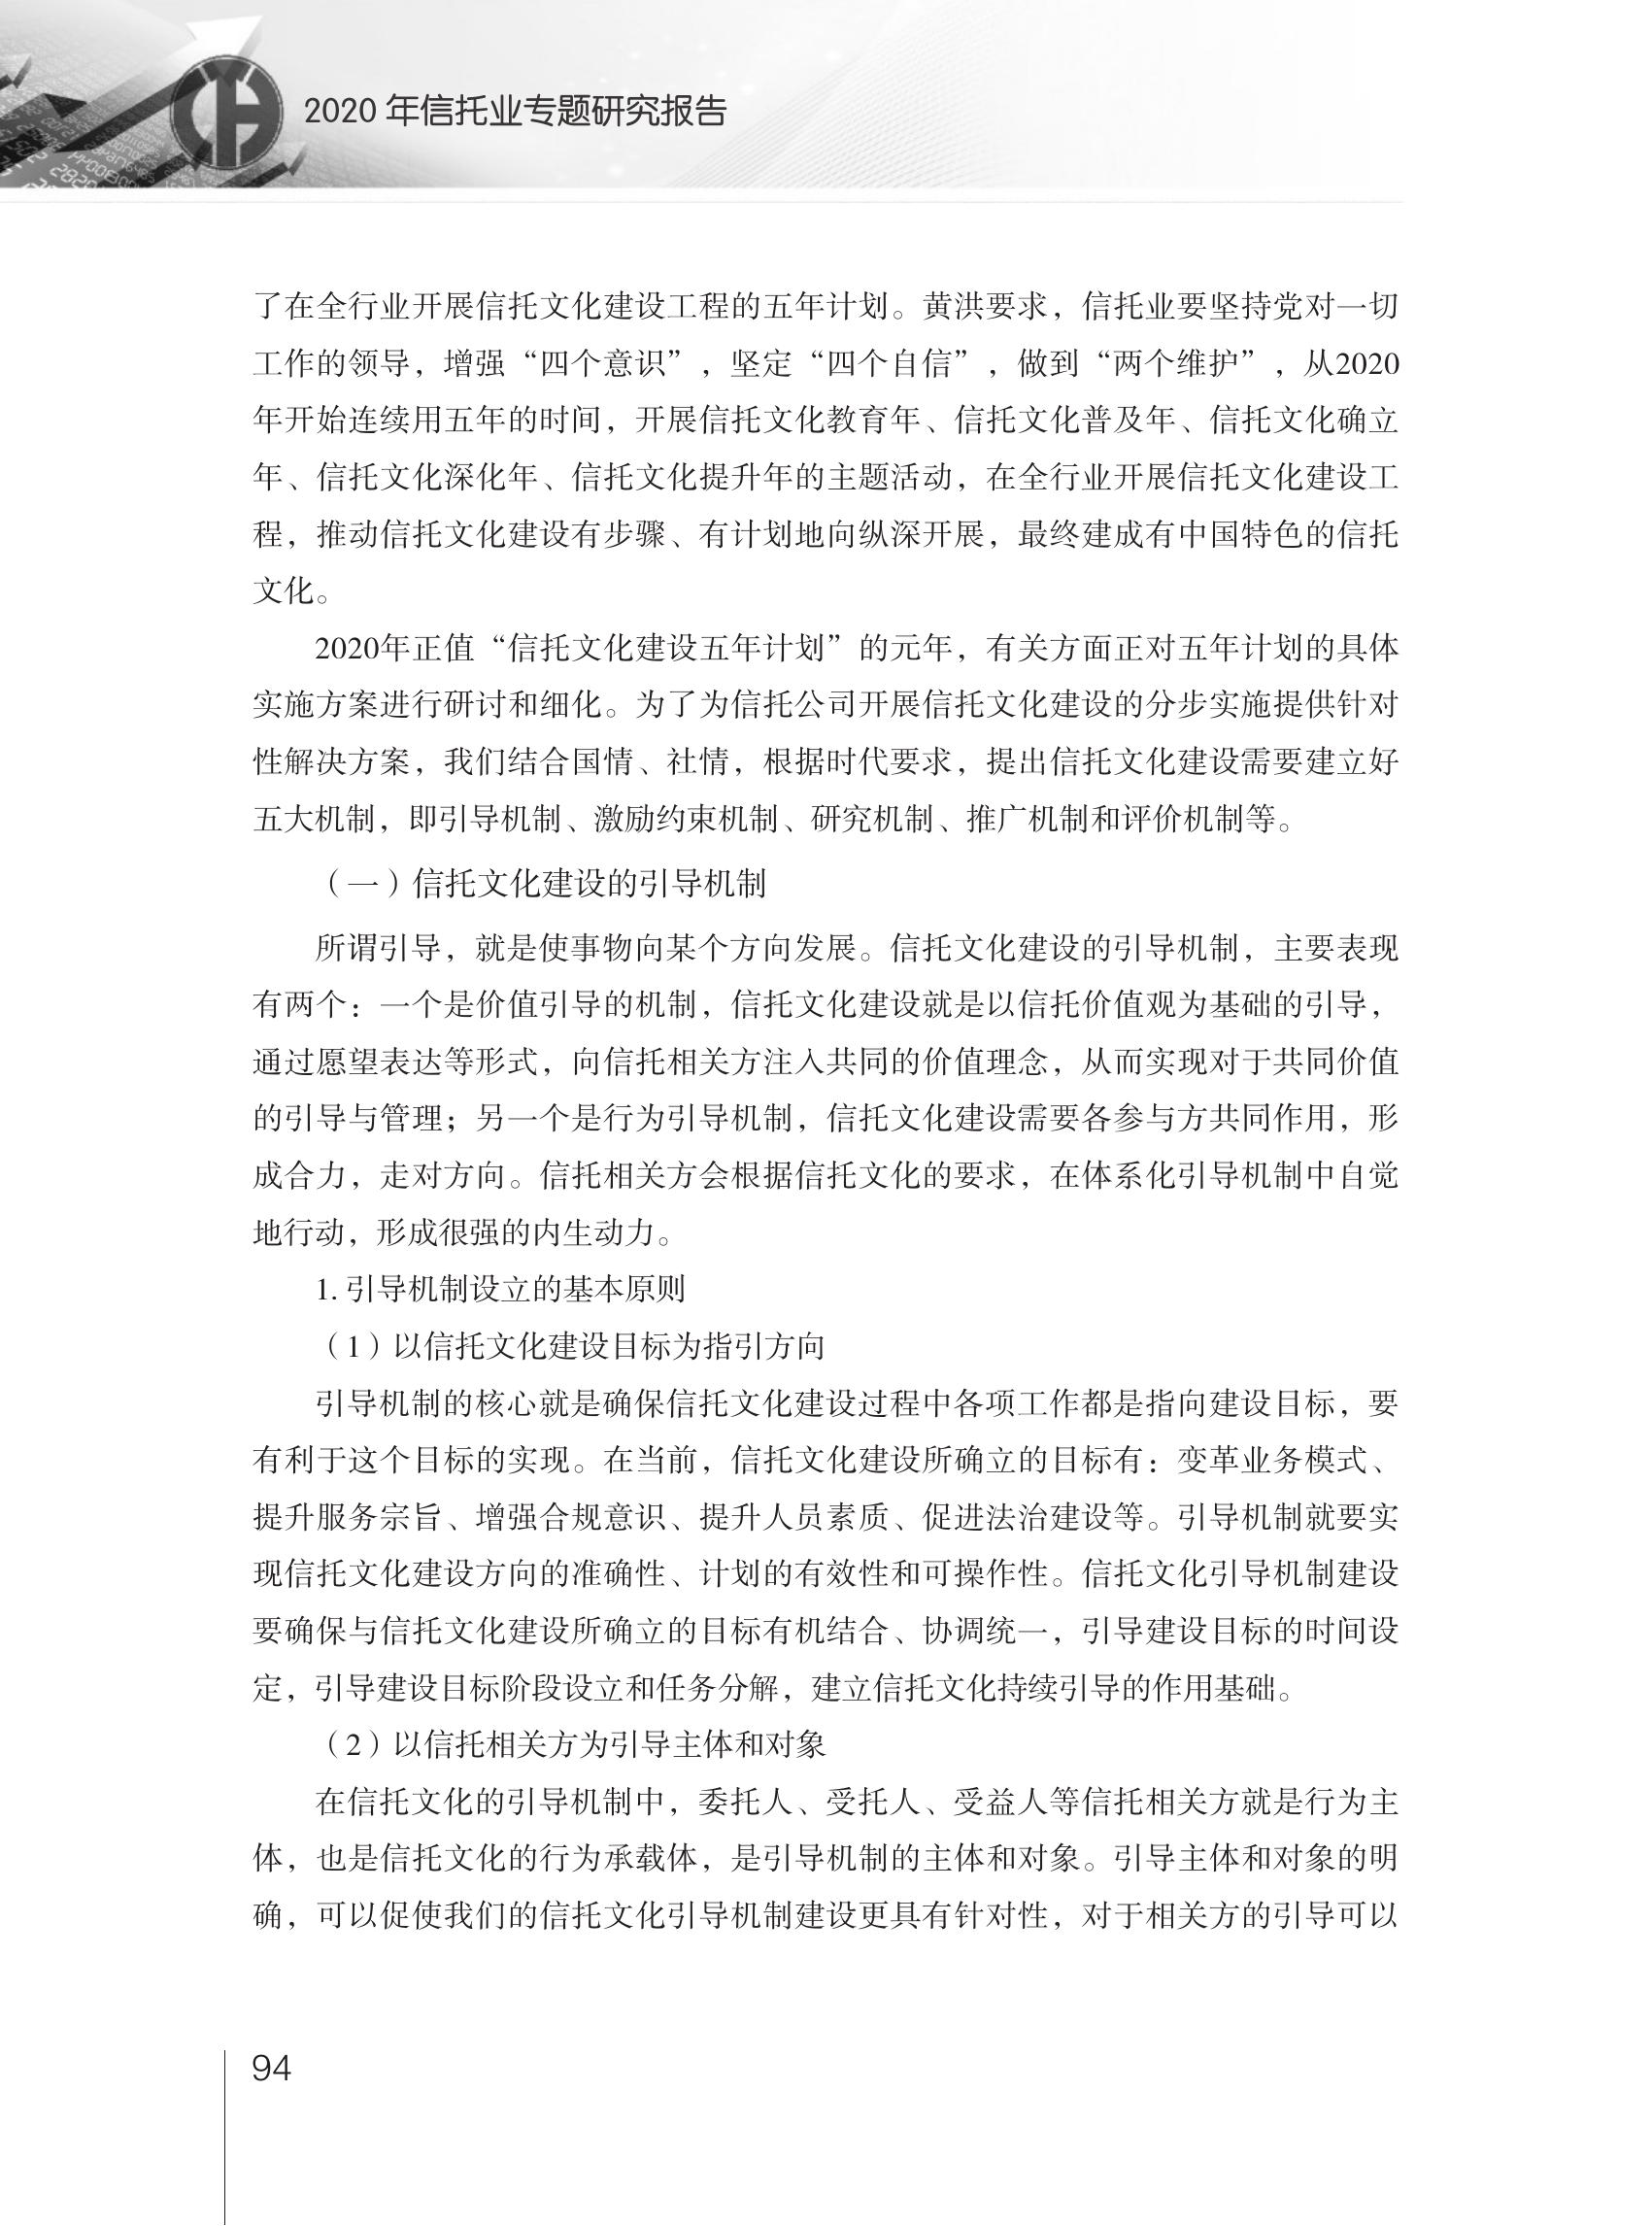 2020 年信托业专题研究报告
了在全行业开展信托文化建设工程的五年计划。黄洪要求，信托业要坚持党对一切
工作的领导，增强“四个意识”，坚定“四个自信”，做到“两个维护”，从2020
年开始连续用五年的时间，开展信托文化教育年、信托文化普及年、信托文化确立
年、信托文化深化年、信托文化提升年的主题活动，在全行业开展信托文化建设工
程，推动信托文化建设有步骤、有计划地向纵深开展，最终建成有中国特色的信托
文化。
2020年正值“信托文化建设五年计划”的元年，有关方面正对五年计划的具体
实施方案进行研讨和细化。为了为信托公司开展信托文化建设的分步实施提供针对
性解决方案，我们结合国情、社情，根据时代要求，提出信托文化建设需要建立好
五大机制，即引导机制、激励约束机制、研究机制、推广机制和评价机制等。
（一）信托文化建设的引导机制
所谓引导，就是使事物向某个方向发展。信托文化建设的引导机制，主要表现
有两个：一个是价值引导的机制，信托文化建设就是以信托价值观为基础的引导，
通过愿望表达等形式，向信托相关方注入共同的价值理念，从而实现对于共同价值
的引导与管理；另一个是行为引导机制，信托文化建设需要各参与方共同作用，形
成合力，走对方向。信托相关方会根据信托文化的要求，在体系化引导机制中自觉
地行动，形成很强的内生动力。
1. 引导机制设立的基本原则
（1）以信托文化建设目标为指引方向
引导机制的核心就是确保信托文化建设过程中各项工作都是指向建设目标，要
有利于这个目标的实现。在当前，信托文化建设所确立的目标有：变革业务模式、
提升服务宗旨、增强合规意识、提升人员素质、促进法治建设等。引导机制就要实
现信托文化建设方向的准确性、计划的有效性和可操作性。信托文化引导机制建设
要确保与信托文化建设所确立的目标有机结合、协调统一，引导建设目标的时间设
定，引导建设目标阶段设立和任务分解，建立信托文化持续引导的作用基础。
（2）以信托相关方为引导主体和对象
在信托文化的引导机制中，委托人、受托人、受益人等信托相关方就是行为主
体，也是信托文化的行为承载体，是引导机制的主体和对象。引导主体和对象的明
确，可以促使我们的信托文化引导机制建设更具有针对性，对于相关方的引导可以
94